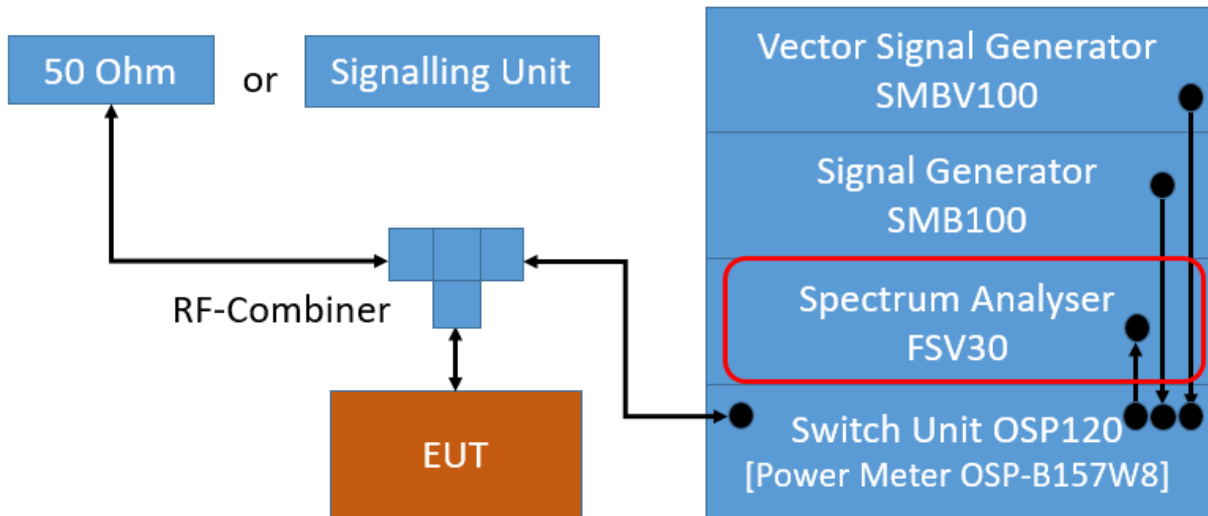 50 Ohm
or
Signalling Unit
RF-Combiner
EUT
Vector Signal Generator
SMBV100
Signal Generator
SMB100
Spectrum Analyser
FSV30
Switch Unit OSP120
[Power Meter OSP-B157W8]